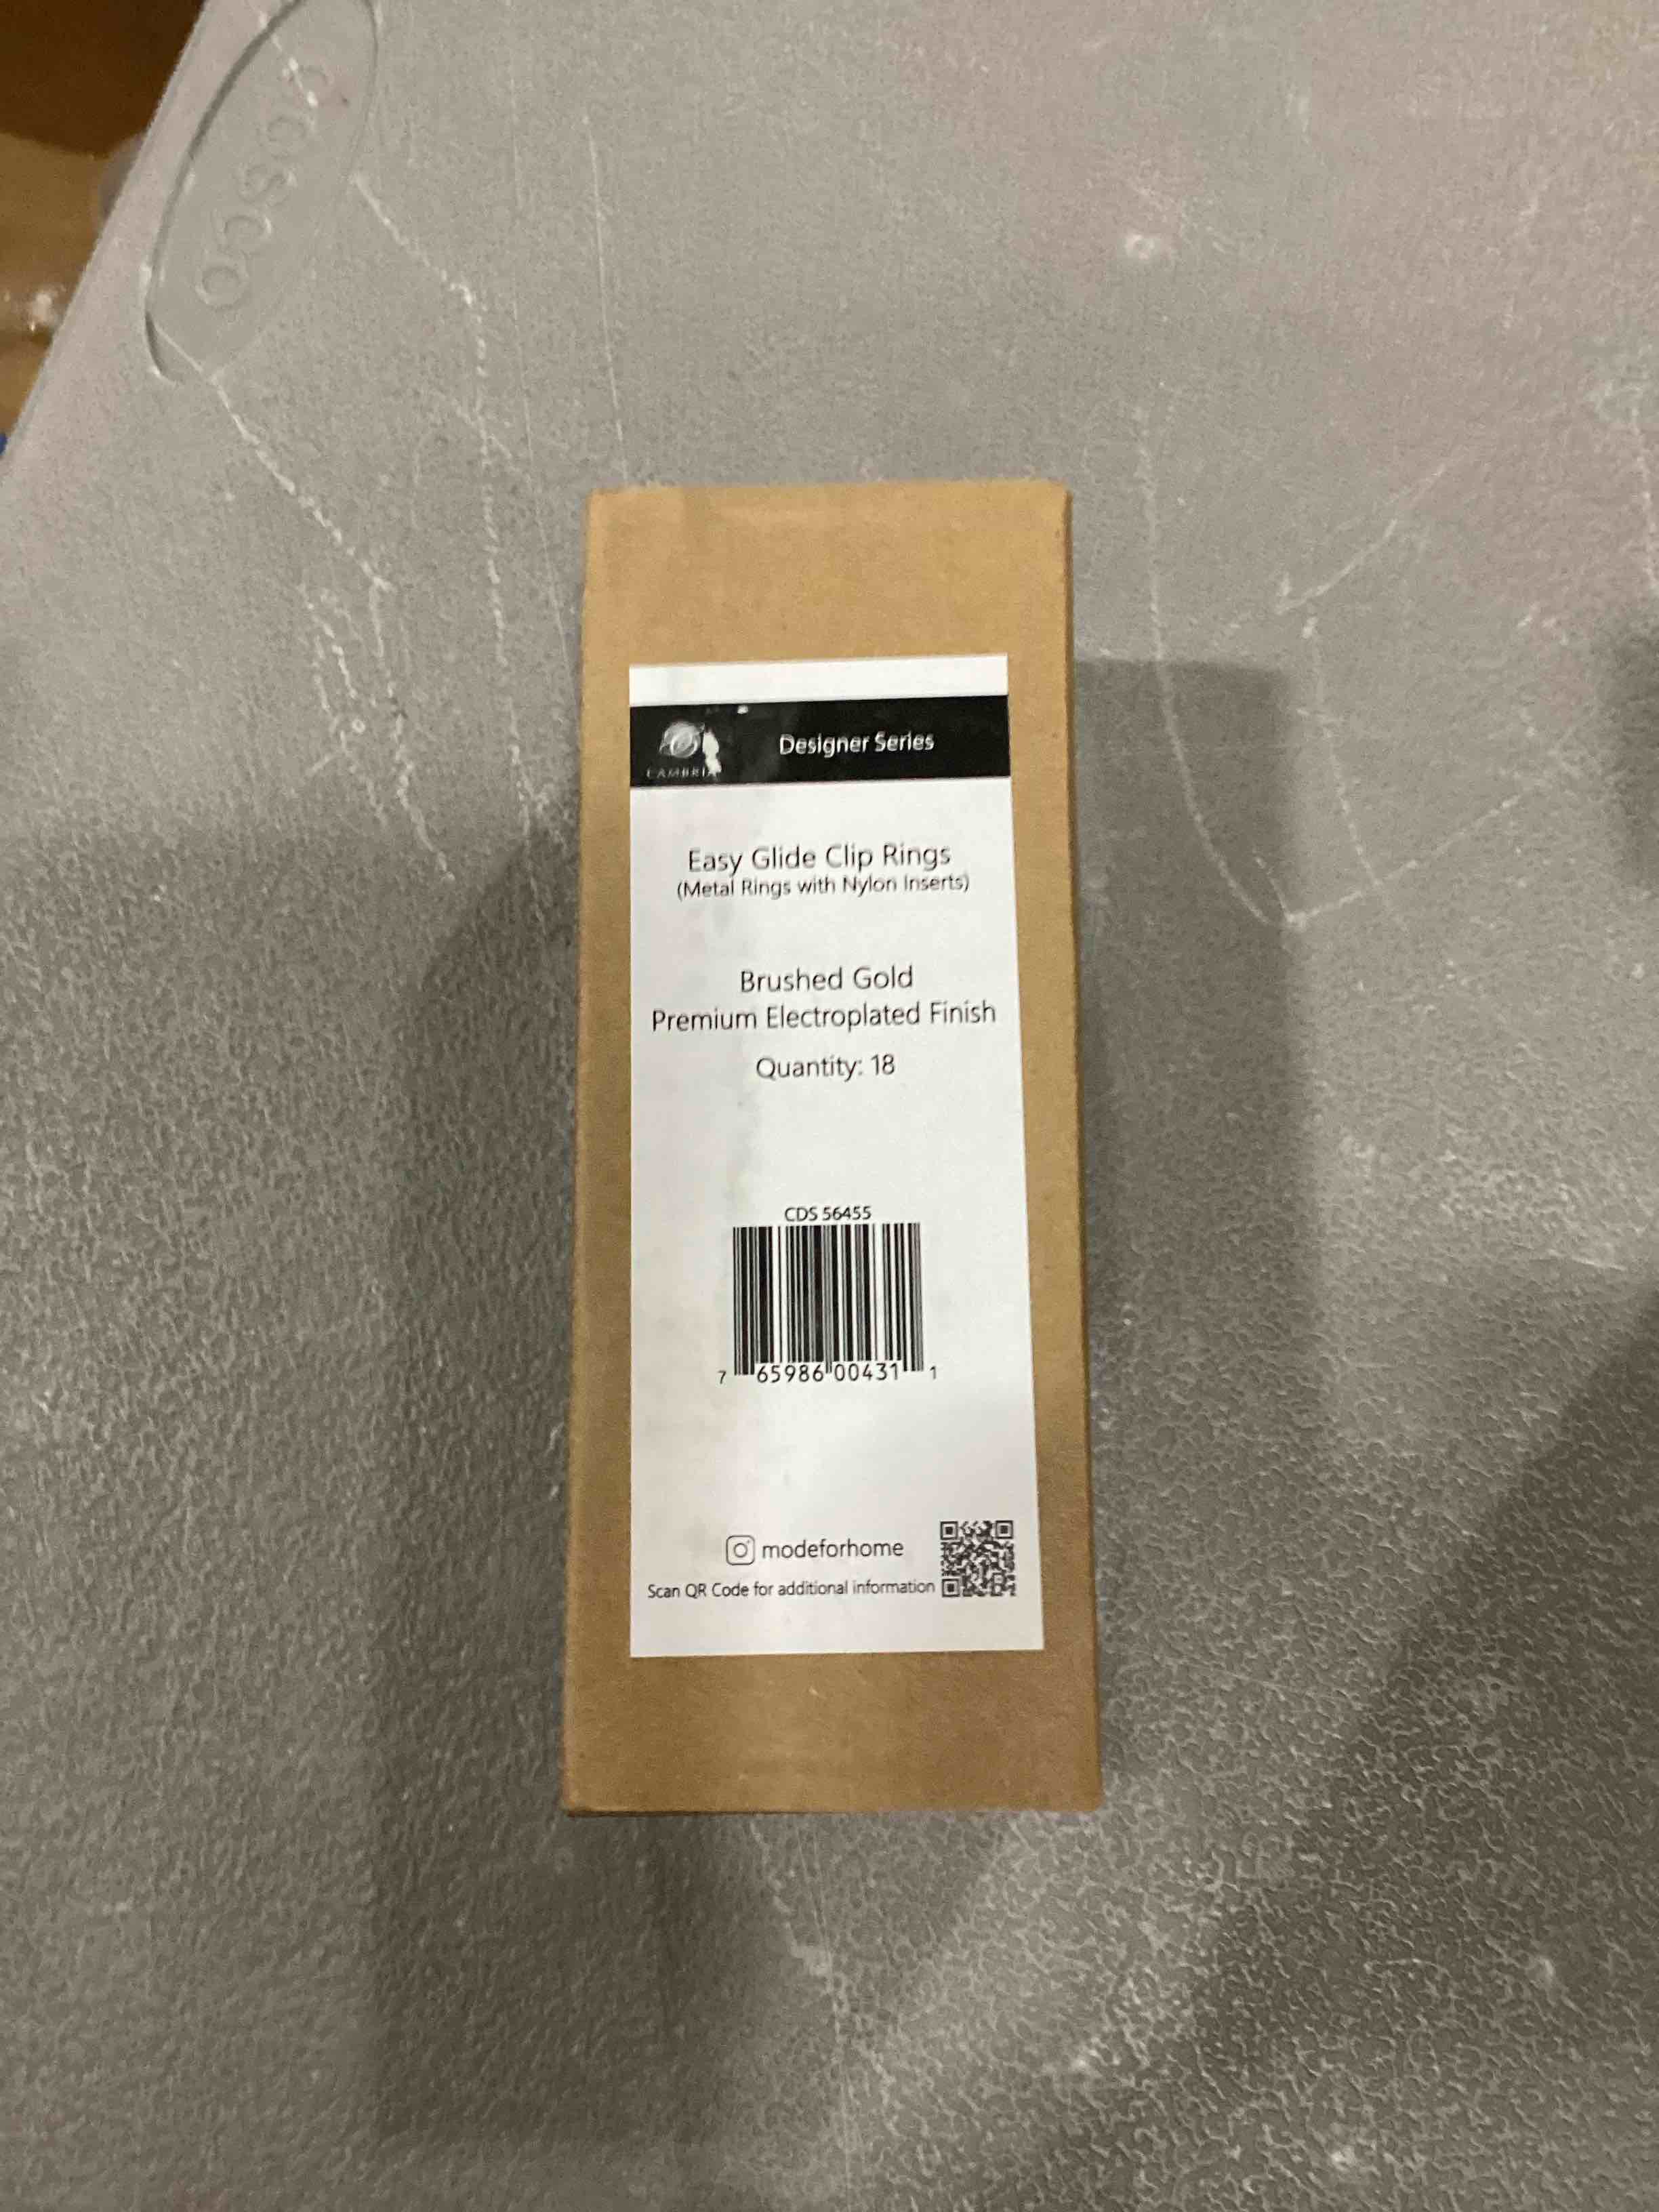 COSCO
CAMBRIA
Designer Series
Easy Glide Clip Rings
(Metal Rings with Nylon Inserts)
Brushed Gold
Premium Electroplated Finish
Quantity: 18
CDS 56455
7 65986 00431 1
modeforhome
Scan QR Code for additional information